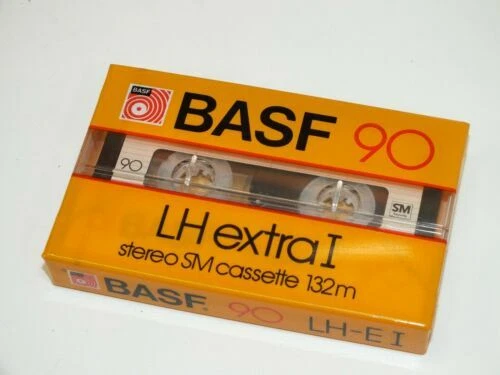 BASF
BASF 90
90
SM
LH extra I
stereo SM cassette 132m
BASF 90 LH-E I